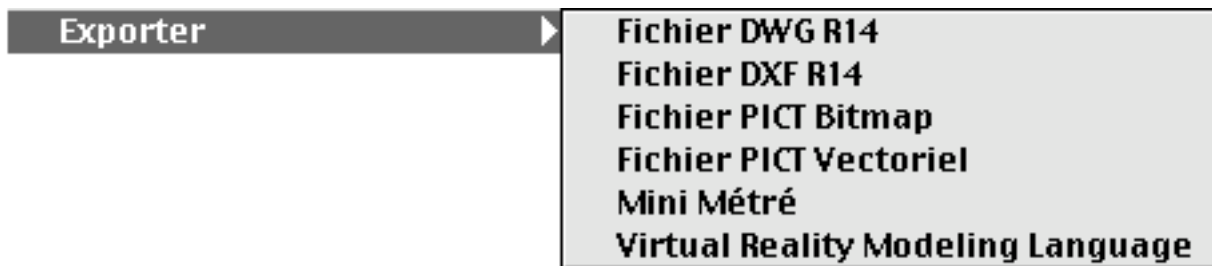 Exporter
Fichier DWG R14
Fichier DXF R14
Fichier PICT Bitmap
Fichier PICT Vectoriel
Mini Métré
Virtual Reality Modeling Language